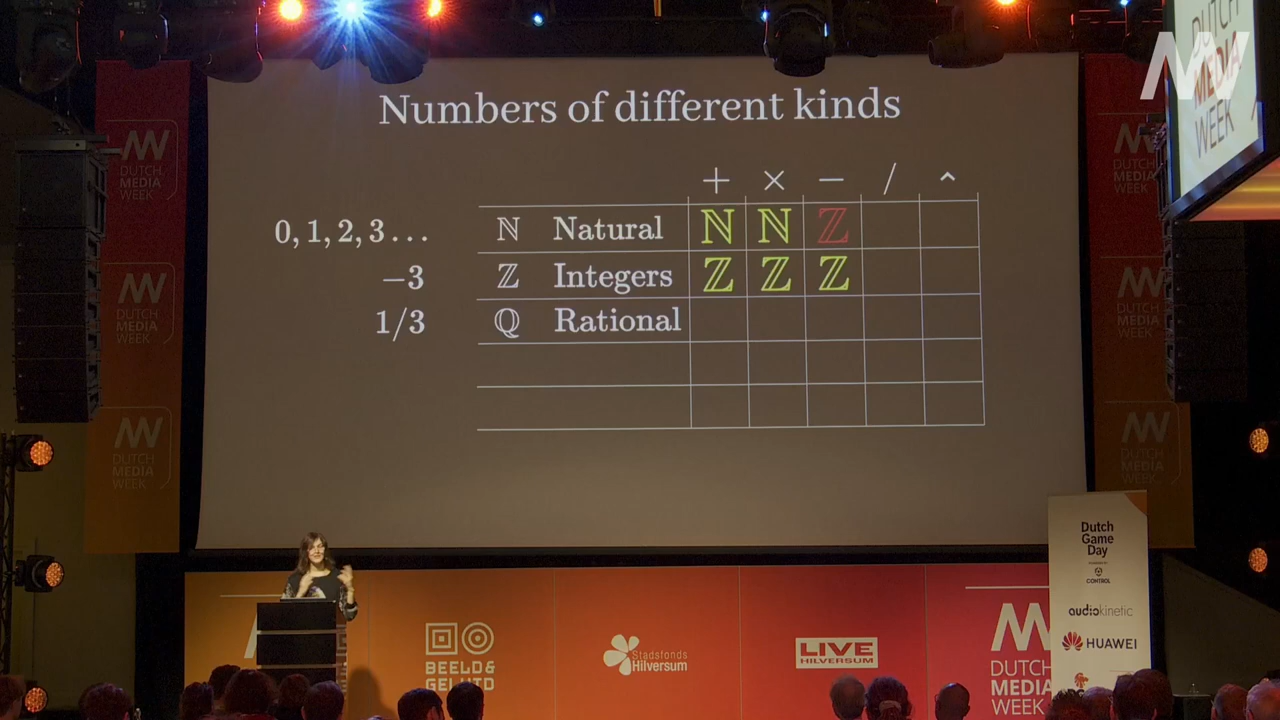 Numbers of different kinds
+ × − / ^
0, 1, 2, 3 … ℕ Natural ℕ ℕ ℤ
−3 ℤ Integers ℤ ℤ ℤ
1/3 ℚ Rational
DUTCH
MEDIA
WEEK
DUTCH
MEDIA
WEEK
DUTCH
MEDIA
WEEK
DUTCH
MEDIA
WEEK
DUTCH
MEDIA
WEEK
DUTCH
MEDIA
WEEK
DUTCH
MEDIA
WEEK
Dutch
Game
Day
CONTROL
audiokinetic
HUAWEI
BEELD&
GELUID
Stadsfonds
Hilversum
LIVE
HILVERSUM
DUTCH
MEDIA
WEEK